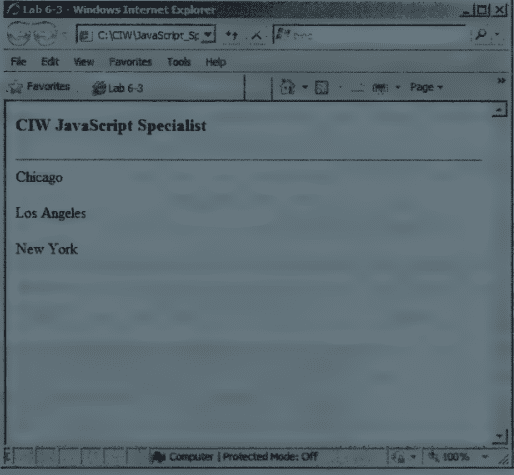 Lab 6-3 - Windows Internet Explorer
C:\CIW\JavaScript_Sp
File Edit View Favorites Tools Help
Favorites Lab 6-3 Page
CIW JavaScript Specialist
Chicago
Los Angeles
New York
Computer | Protected Mode: Off 100%